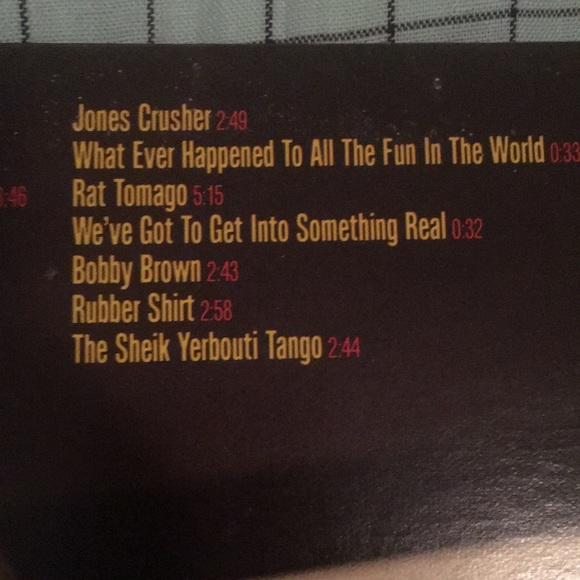 Jones Crusher 2:49
What Ever Happened To All The Fun In The World 0:33
:46 Rat Tomago 5:15
We've Got To Get Into Something Real 0:32
Bobby Brown 2:43
Rubber Shirt 2:58
The Sheik Yerbouti Tango 2:44